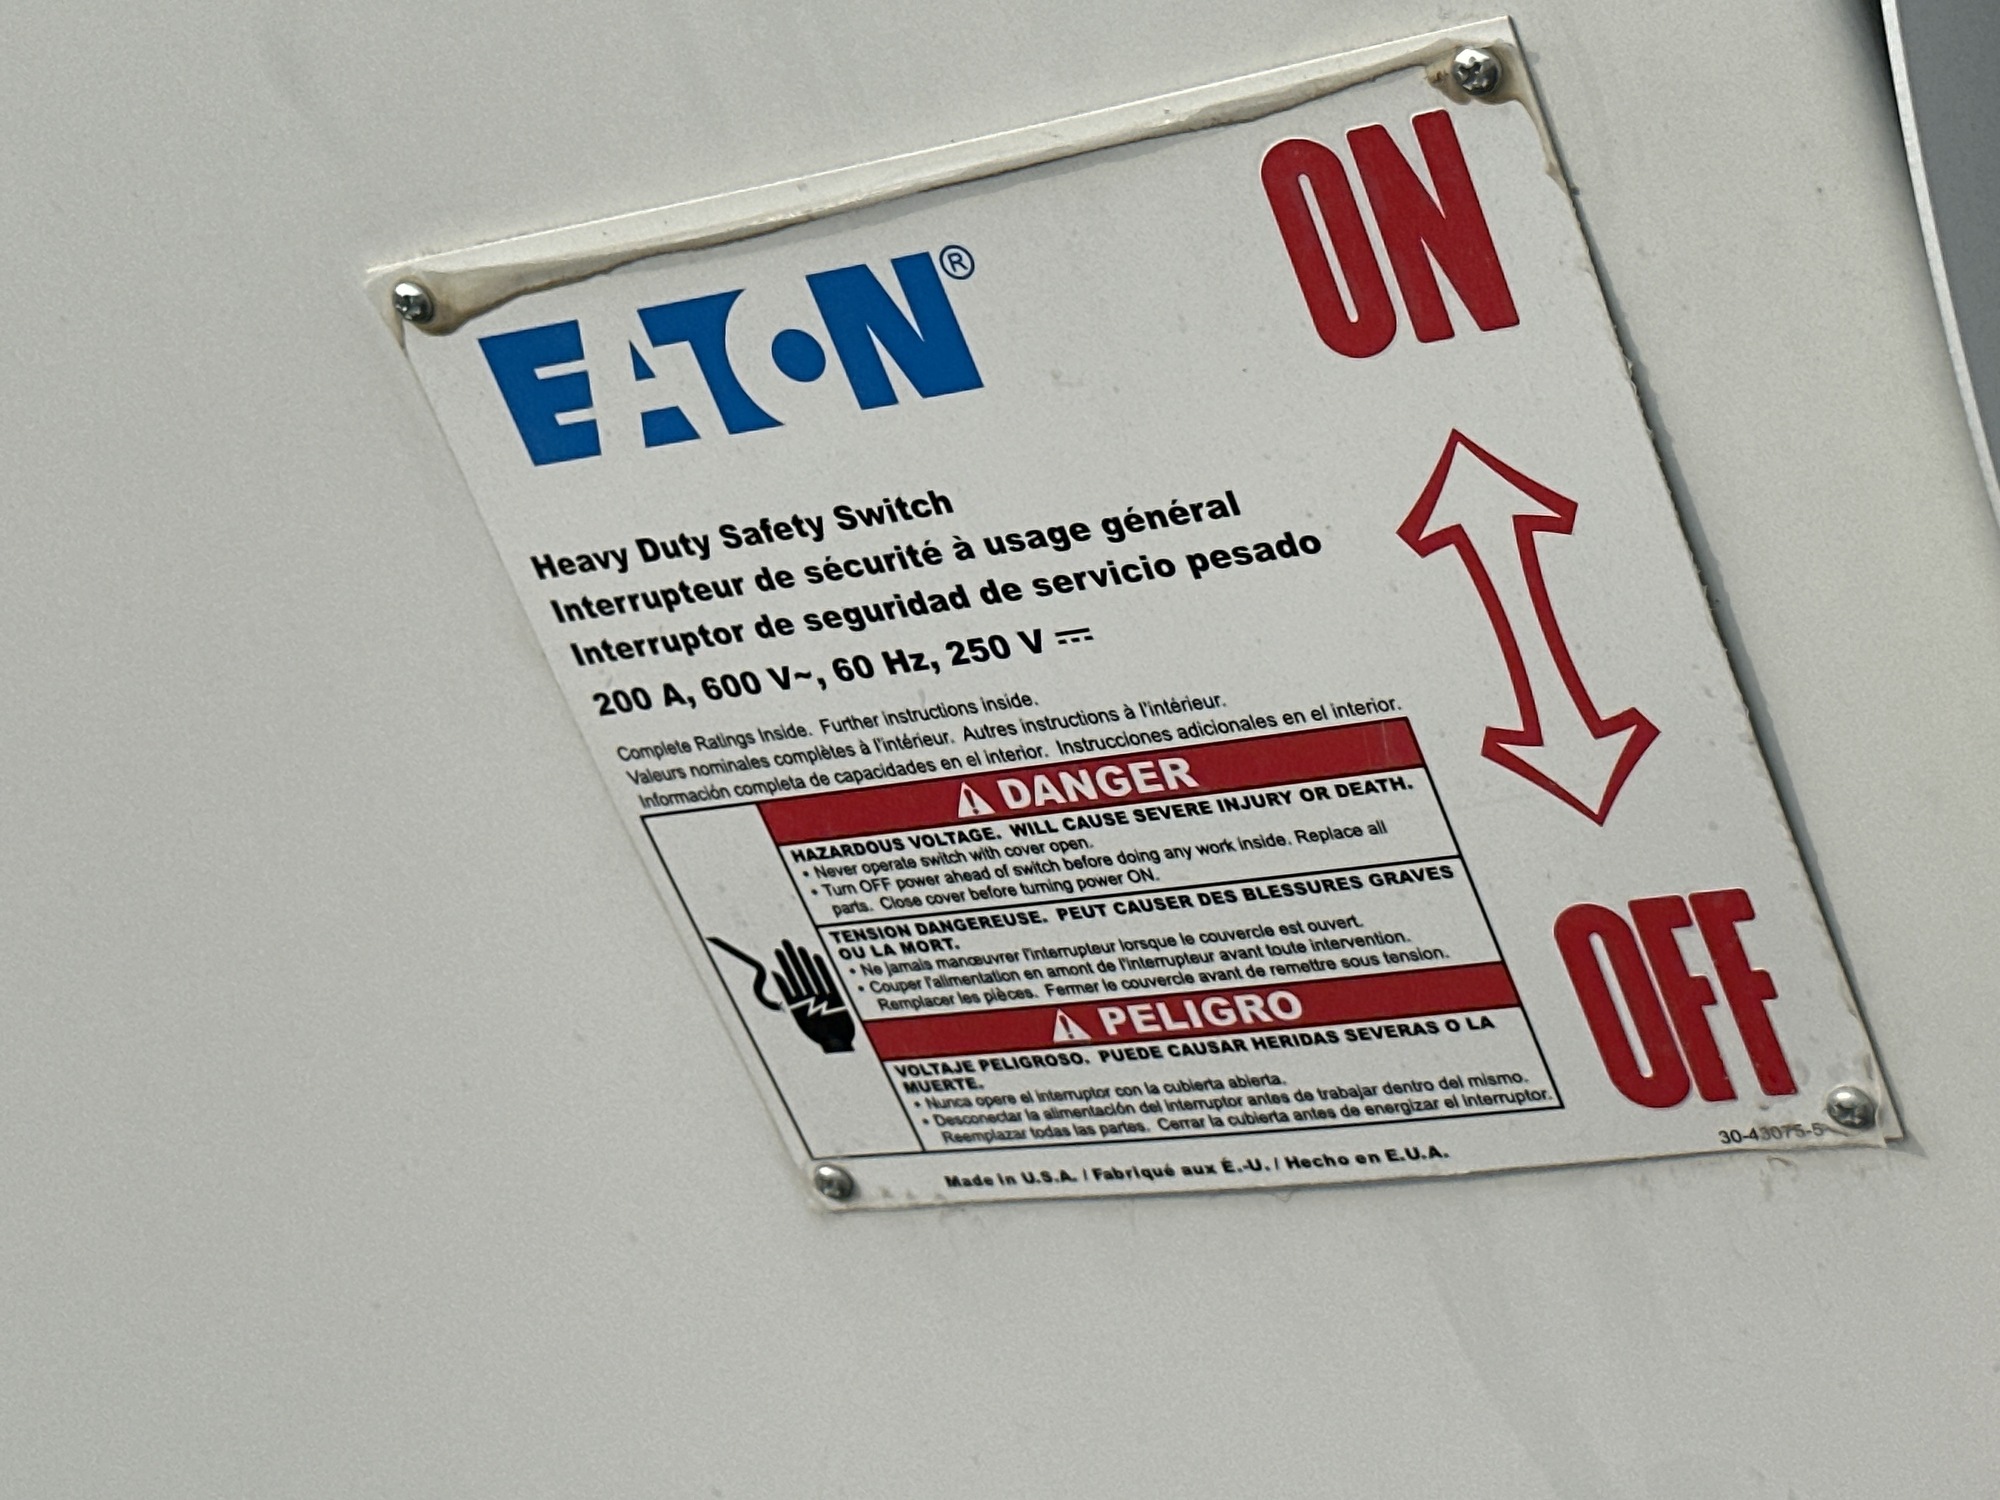 EATON®
ON
Heavy Duty Safety Switch
Interrupteur de sécurité à usage général
Interruptor de seguridad de servicio pesado
200 A, 600 V~, 60 Hz, 250 V ⎓
Complete Ratings Inside. Further instructions inside.
Valeurs nominales complètes à l'intérieur. Autres instructions à l'intérieur.
Información completa de capacidades en el interior. Instrucciones adicionales en el interior.
⚠ DANGER
HAZARDOUS VOLTAGE. WILL CAUSE SEVERE INJURY OR DEATH.
• Never operate switch with cover open.
• Turn OFF power ahead of switch before doing any work inside. Replace all
parts. Close cover before turning power ON.
TENSION DANGEREUSE. PEUT CAUSER DES BLESSURES GRAVES
OU LA MORT.
• Ne jamais manœuvrer l'interrupteur lorsque le couvercle est ouvert.
• Couper l'alimentation en amont de l'interrupteur avant toute intervention.
Remplacer les pièces. Fermer le couvercle avant de remettre sous tension.
⚠ PELIGRO
VOLTAJE PELIGROSO. PUEDE CAUSAR HERIDAS SEVERAS O LA
MUERTE.
• Nunca opere el interruptor con la cubierta abierta.
• Desconectar la alimentación del interruptor antes de trabajar dentro del mismo.
Reemplazar todas las partes. Cerrar la cubierta antes de energizar el interruptor.
OFF
30-43075-5
Made in U.S.A. / Fabriqué aux É.-U. / Hecho en E.U.A.